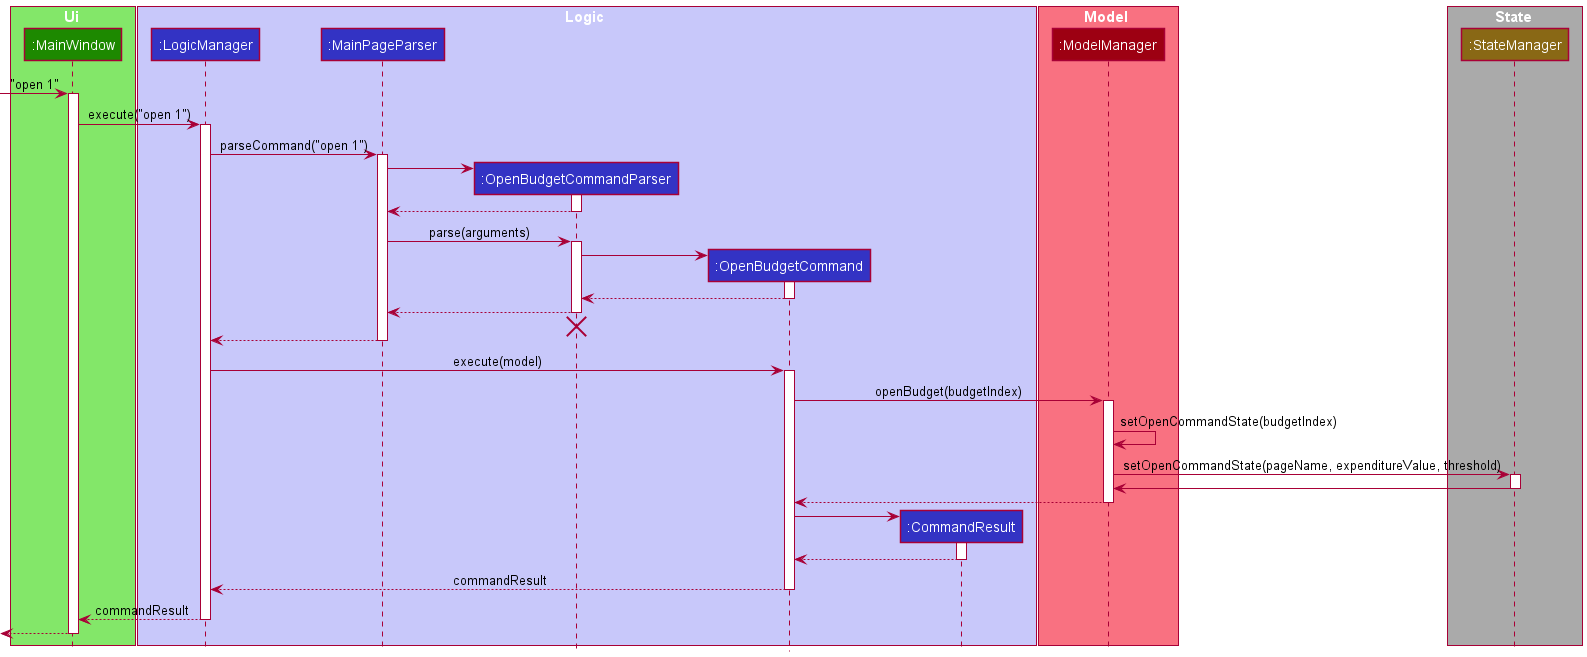 Ui
Logic
Model
State
:MainWindow
:LogicManager
:MainPageParser
:ModelManager
:StateManager
"open 1"
execute("open 1")
parseCommand("open 1")
:OpenBudgetCommandParser
parse(arguments)
:OpenBudgetCommand
execute(model)
openBudget(budgetIndex)
setOpenCommandState(budgetIndex)
setOpenCommandState(pageName, expenditureValue, threshold)
:CommandResult
commandResult
commandResult